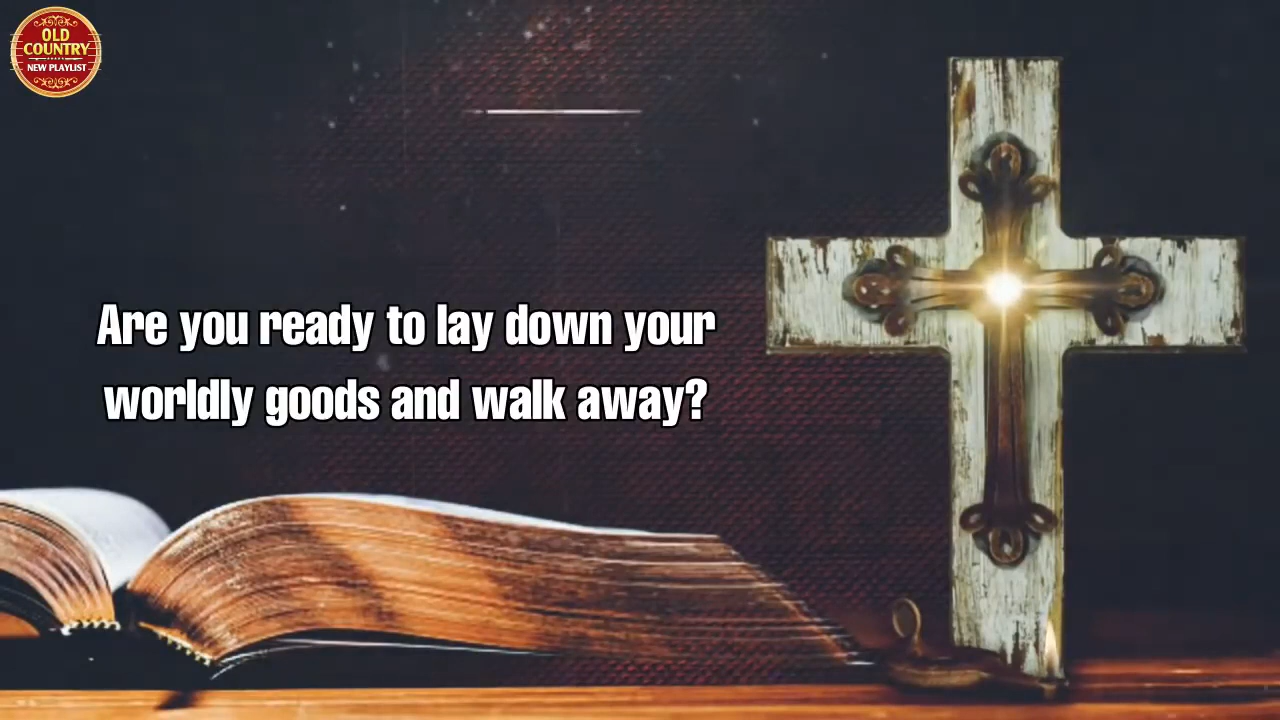 OLD
COUNTRY
NEW PLAYLIST
Are you ready to lay down your
worldly goods and walk away?